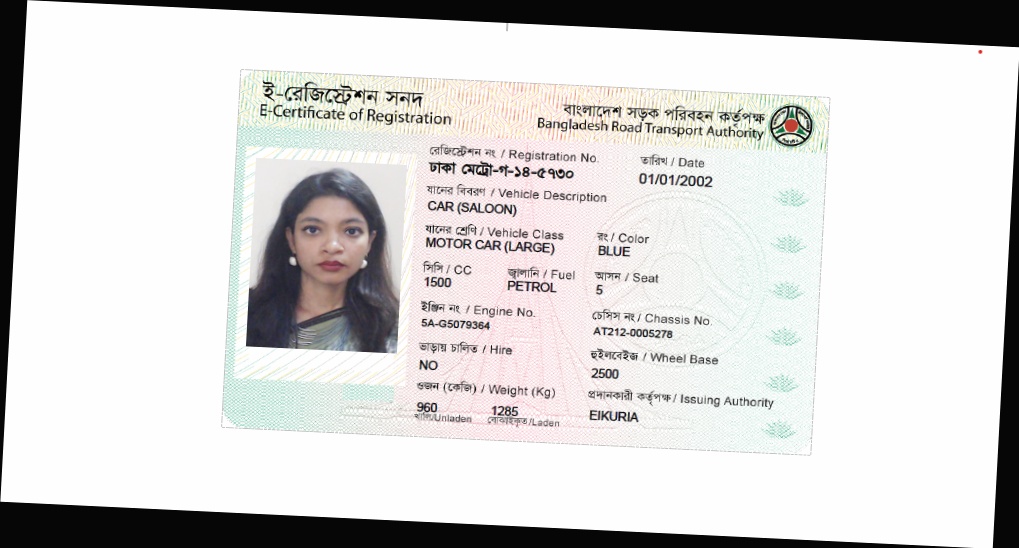 ই-রেজিস্ট্রেশন সনদ
E-Certificate of Registration
বাংলাদেশ সড়ক পরিবহন কর্তৃপক্ষ
Bangladesh Road Transport Authority
রেজিস্ট্রেশন নং / Registration No.
ঢাকা মেট্রো-গ-১৪-৫৭৩০
তারিখ / Date
01/01/2002
যানের বিবরণ / Vehicle Description
CAR (SALOON)
যানের শ্রেণি / Vehicle Class
MOTOR CAR (LARGE)
রং / Color
BLUE
সিসি / CC
1500
জ্বালানি / Fuel
PETROL
আসন / Seat
5
ইঞ্জিন নং / Engine No.
5A-G5079364
চেসিস নং / Chassis No.
AT212-0005278
ভাড়ায় চালিত / Hire
NO
হুইলবেইজ / Wheel Base
2500
ওজন (কেজি) / Weight (Kg)
960 1285
খালি/Unladen বোঝাইকৃত/Laden
প্রদানকারী কর্তৃপক্ষ / Issuing Authority
EIKURIA